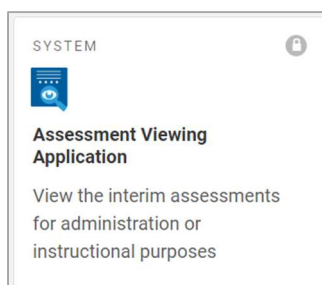 SYSTEM
Assessment Viewing
Application
View the interim assessments
for administration or
instructional purposes